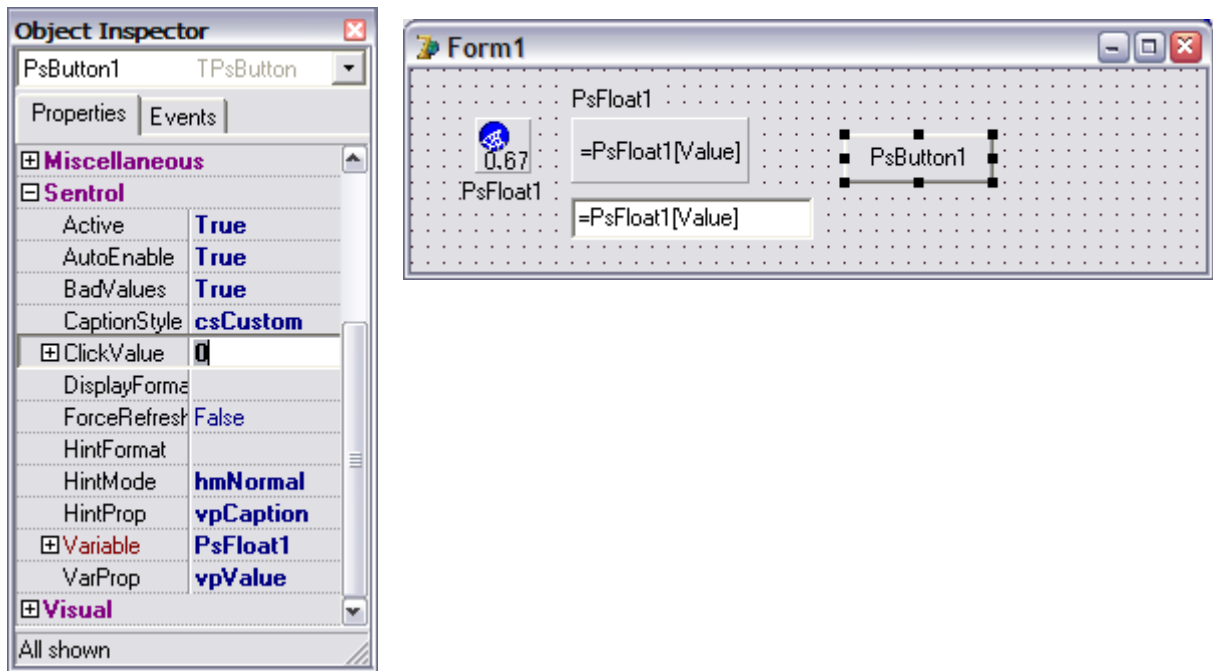 Object Inspector
PsButton1 TPsButton
Properties Events
Miscellaneous
Sentrol
Active True
AutoEnable True
BadValues True
CaptionStyle csCustom
ClickValue 0
DisplayForma
ForceRefresh False
HintFormat
HintMode hmNormal
HintProp vpCaption
Variable PsFloat1
VarProp vpValue
Visual
All shown
Form1
PsFloat1
0.67
=PsFloat1[Value]
PsButton1
PsFloat1
=PsFloat1[Value]